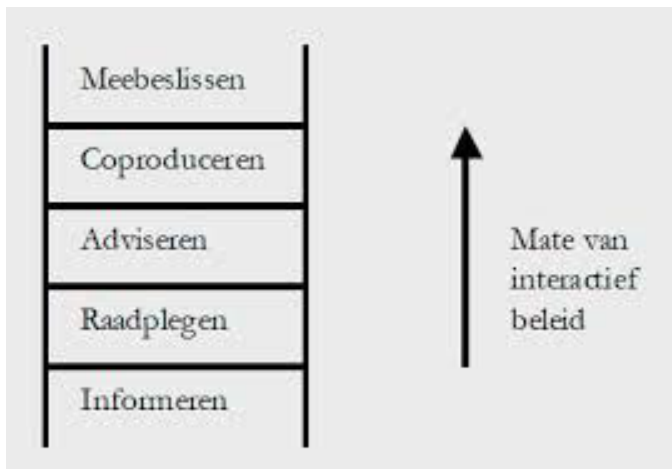 Meebeslissen
Coproduceren
Adviseren
Raadplegen
Informeren
Mate van
interactief
beleid